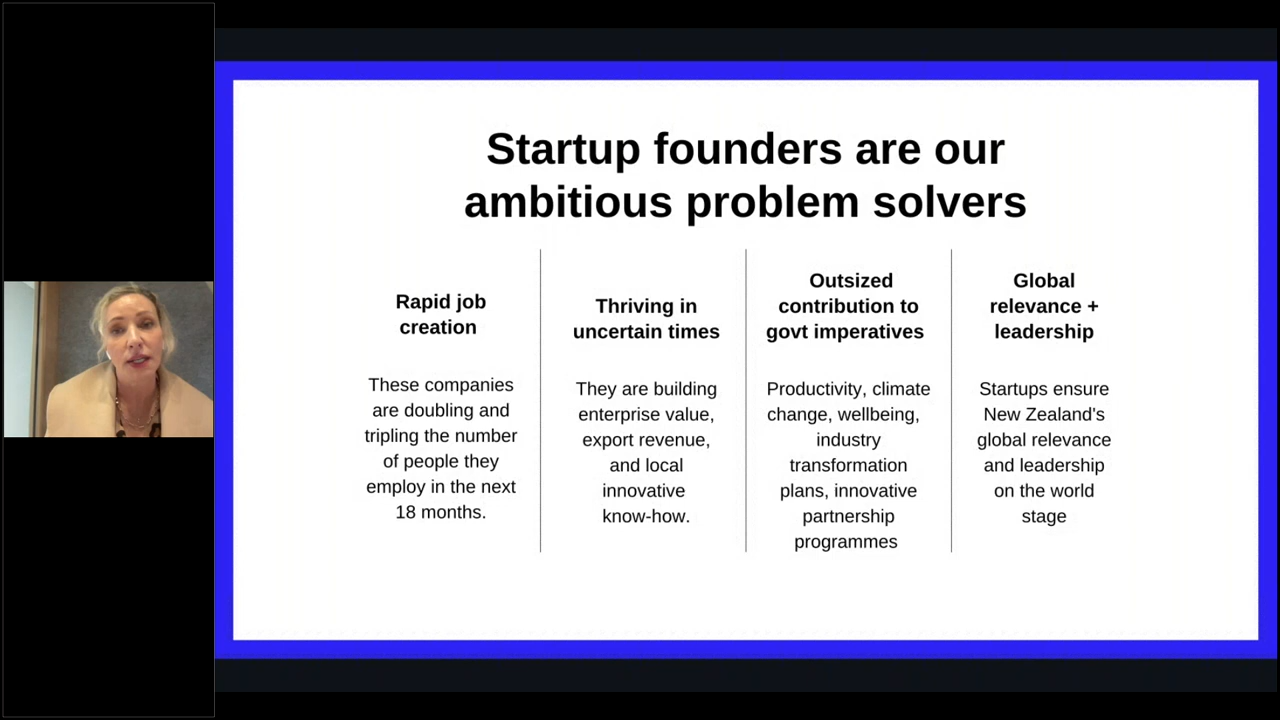 Startup founders are our
ambitious problem solvers
Rapid job
creation
These companies
are doubling and
tripling the number
of people they
employ in the next
18 months.
Thriving in
uncertain times
They are building
enterprise value,
export revenue,
and local
innovative
know-how.
Outsized
contribution to
govt imperatives
Productivity, climate
change, wellbeing,
industry
transformation
plans, innovative
partnership
programmes
Global
relevance +
leadership
Startups ensure
New Zealand's
global relevance
and leadership
on the world
stage